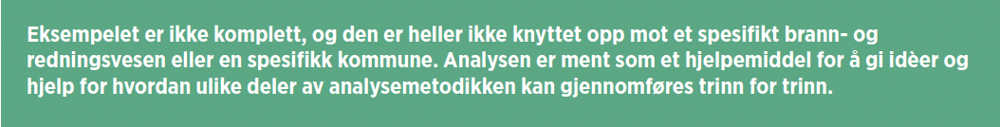 Eksempelet er ikke komplett, og den er heller ikke knyttet opp mot et spesifikt brann- og
redningsvesen eller en spesifikk kommune. Analysen er ment som et hjelpemiddel for å gi idèer og
hjelp for hvordan ulike deler av analysemetodikken kan gjennomføres trinn for trinn.